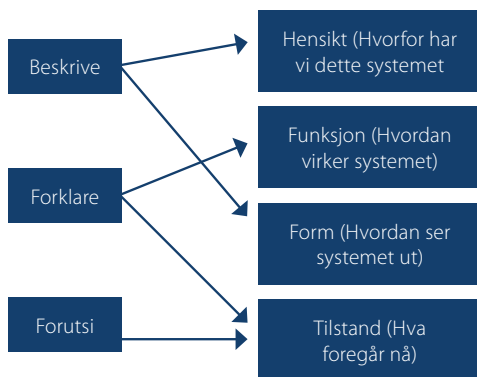 Beskrive
Forklare
Forutsi
Hensikt (Hvorfor har
vi dette systemet
Funksjon (Hvordan
virker systemet)
Form (Hvordan ser
systemet ut)
Tilstand (Hva
foregår nå)